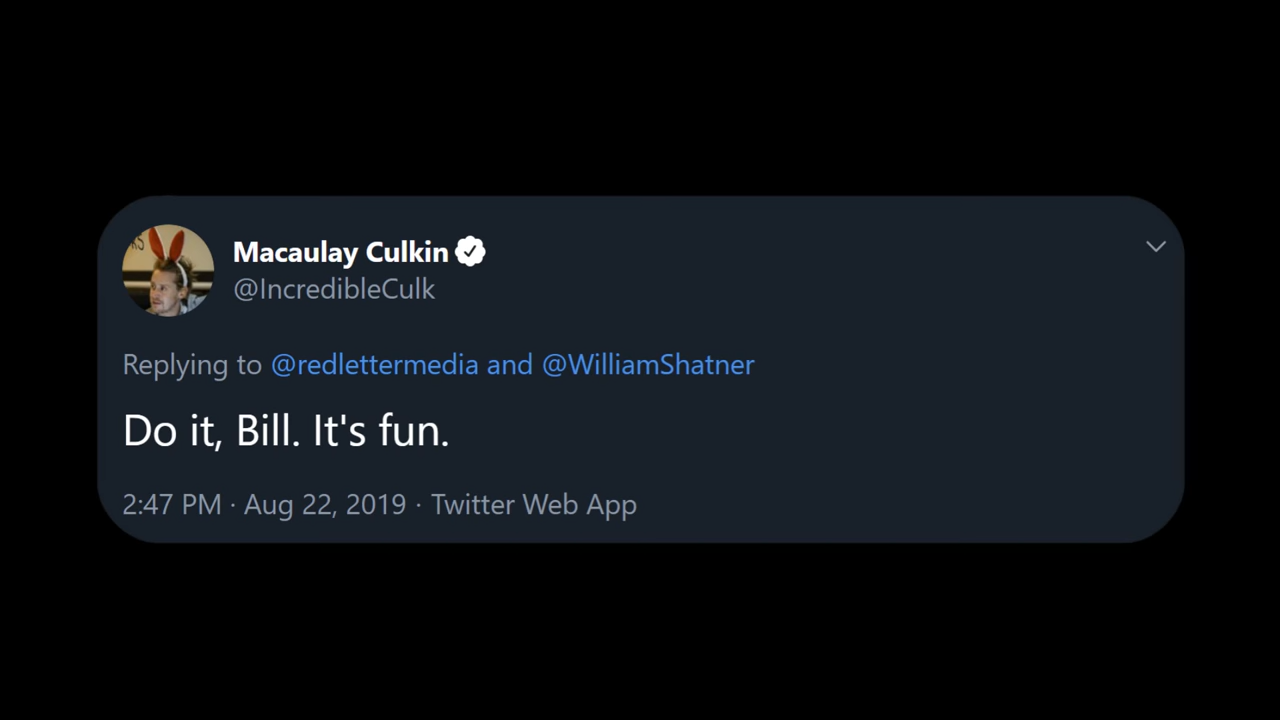 Macaulay Culkin
@IncredibleCulk
Replying to @redlettermedia and @WilliamShatner
Do it, Bill. It's fun.
2:47 PM · Aug 22, 2019 · Twitter Web App